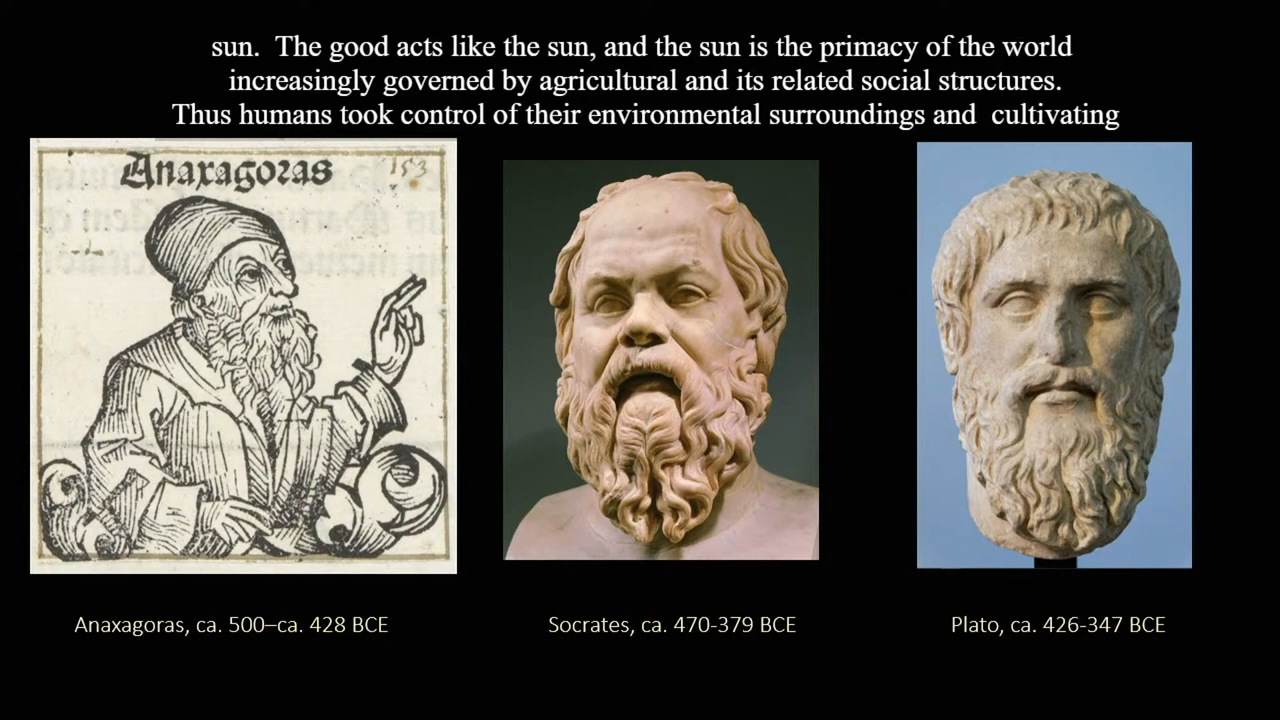 sun.  The good acts like the sun, and the sun is the primacy of the world
increasingly governed by agricultural and its related social structures.
Thus humans took control of their environmental surroundings and  cultivating
Anaxagoras
153
Anaxagoras, ca. 500–ca. 428 BCE
Socrates, ca. 470-379 BCE
Plato, ca. 426-347 BCE